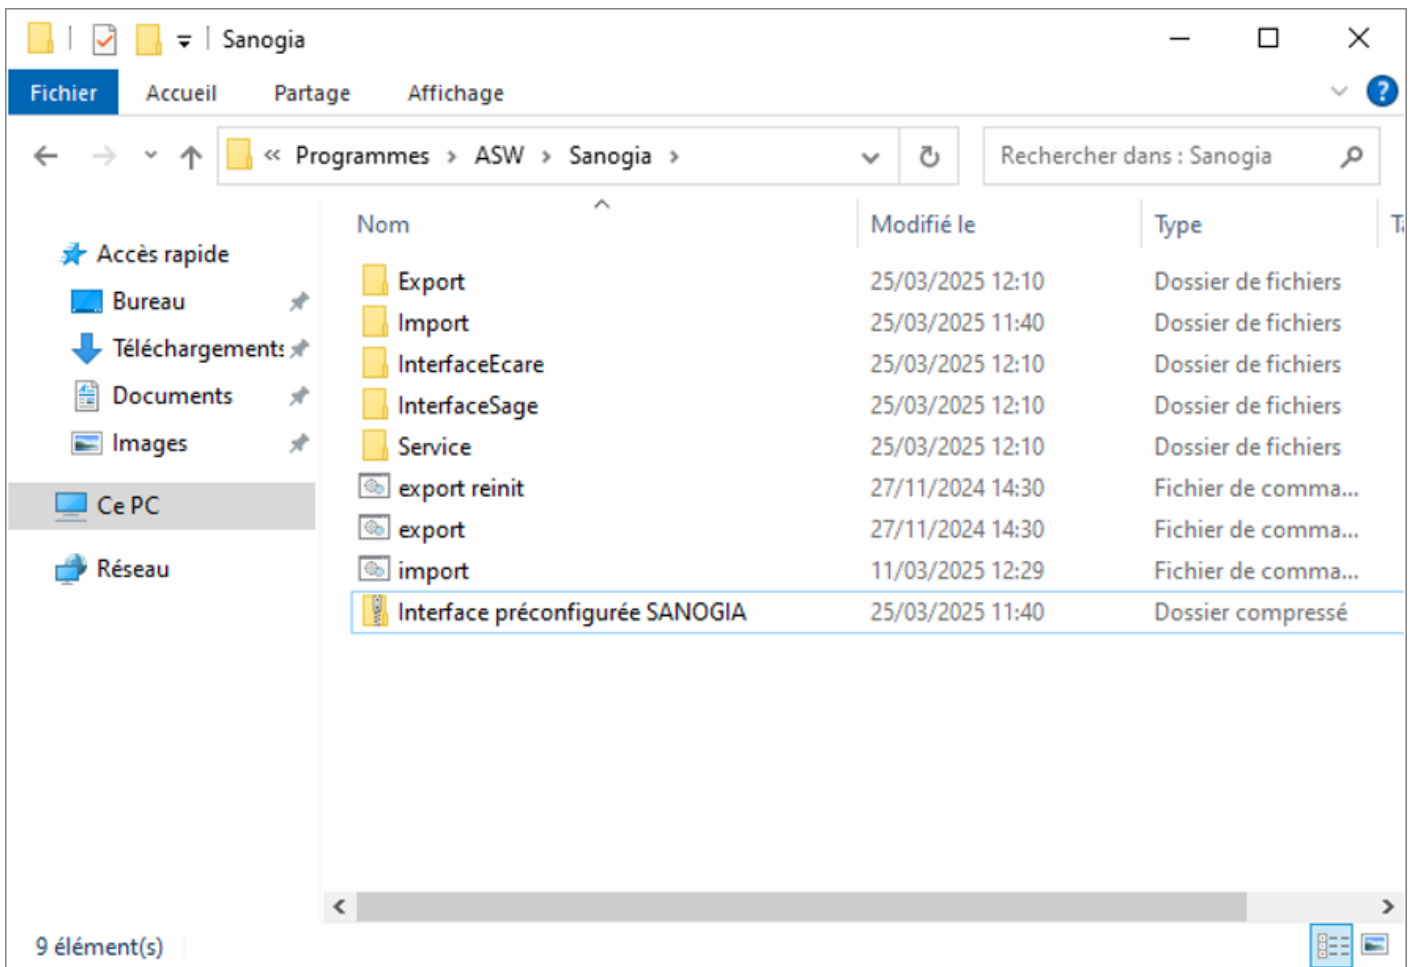 Sanogia
Fichier Accueil Partage Affichage
« Programmes > ASW > Sanogia > Rechercher dans : Sanogia
Nom Modifié le Type
Accès rapide
Bureau
Téléchargements
Documents
Images
Ce PC
Réseau
Export 25/03/2025 12:10 Dossier de fichiers
Import 25/03/2025 11:40 Dossier de fichiers
InterfaceEcare 25/03/2025 12:10 Dossier de fichiers
InterfaceSage 25/03/2025 12:10 Dossier de fichiers
Service 25/03/2025 12:10 Dossier de fichiers
export reinit 27/11/2024 14:30 Fichier de comma...
export 27/11/2024 14:30 Fichier de comma...
import 11/03/2025 12:29 Fichier de comma...
Interface préconfigurée SANOGIA 25/03/2025 11:40 Dossier compressé
9 élément(s)